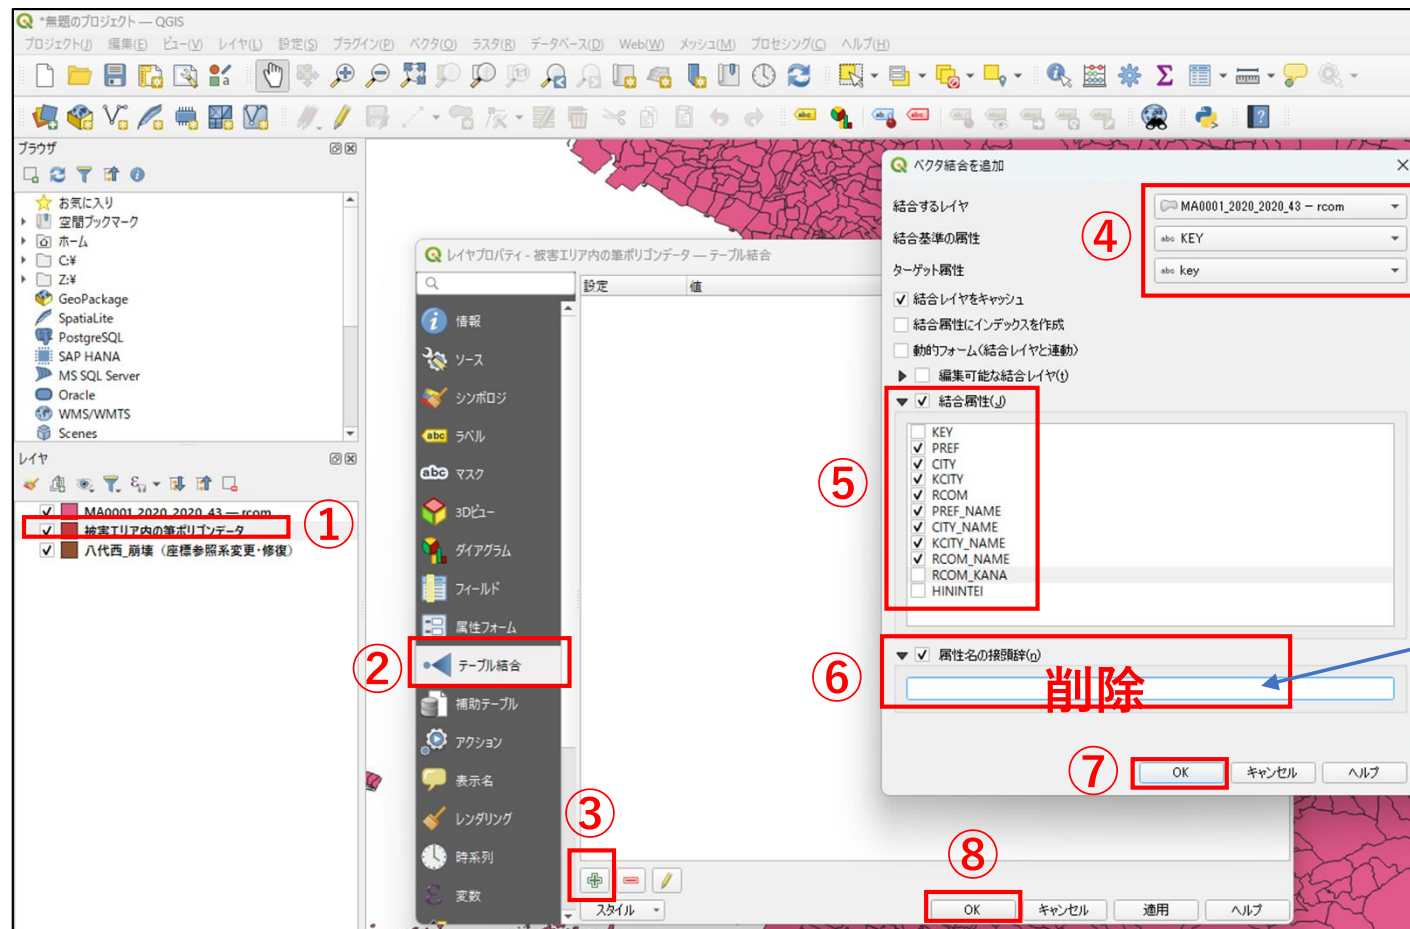 *無題のプロジェクト — QGIS
プロジェクト(J) 編集(E) ビュー(V) レイヤ(L) 設定(S) プラグイン(P) ベクタ(O) ラスタ(R) データベース(D) Web(W) メッシュ(M) プロセシング(C) ヘルプ(H)
ブラウザ
お気に入り
空間ブックマーク
ホーム
C:¥
Z:¥
GeoPackage
SpatiaLite
PostgreSQL
SAP HANA
MS SQL Server
Oracle
WMS/WMTS
Scenes
レイヤ
MA0001_2020_2020_43 — rcom
被害エリア内の筆ポリゴンデータ
八代西_崩壊（座標参照系変更・修復）
①
レイヤプロパティ - 被害エリア内の筆ポリゴンデータ — テーブル結合
設定 値
情報
ソース
シンボロジ
abc ラベル
abc マスク
3Dビュー
ダイアグラム
フィールド
属性フォーム
② テーブル結合
補助テーブル
アクション
表示名
レンダリング
時系列
変数
③
スタイル
⑧
OK キャンセル 適用 ヘルプ
ベクタ結合を追加
結合するレイヤ MA0001_2020_2020_43 — rcom
結合基準の属性 abc KEY
ターゲット属性 abc key
④
結合レイヤをキャッシュ
結合属性にインデックスを作成
動的フォーム(結合レイヤと連動)
編集可能な結合レイヤ(t)
結合属性(J)
⑤
KEY
PREF
CITY
KCITY
RCOM
PREF_NAME
CITY_NAME
KCITY_NAME
RCOM_NAME
RCOM_KANA
HININTEI
⑥
属性名の接頭辞(n)
削除
⑦
OK キャンセル ヘルプ